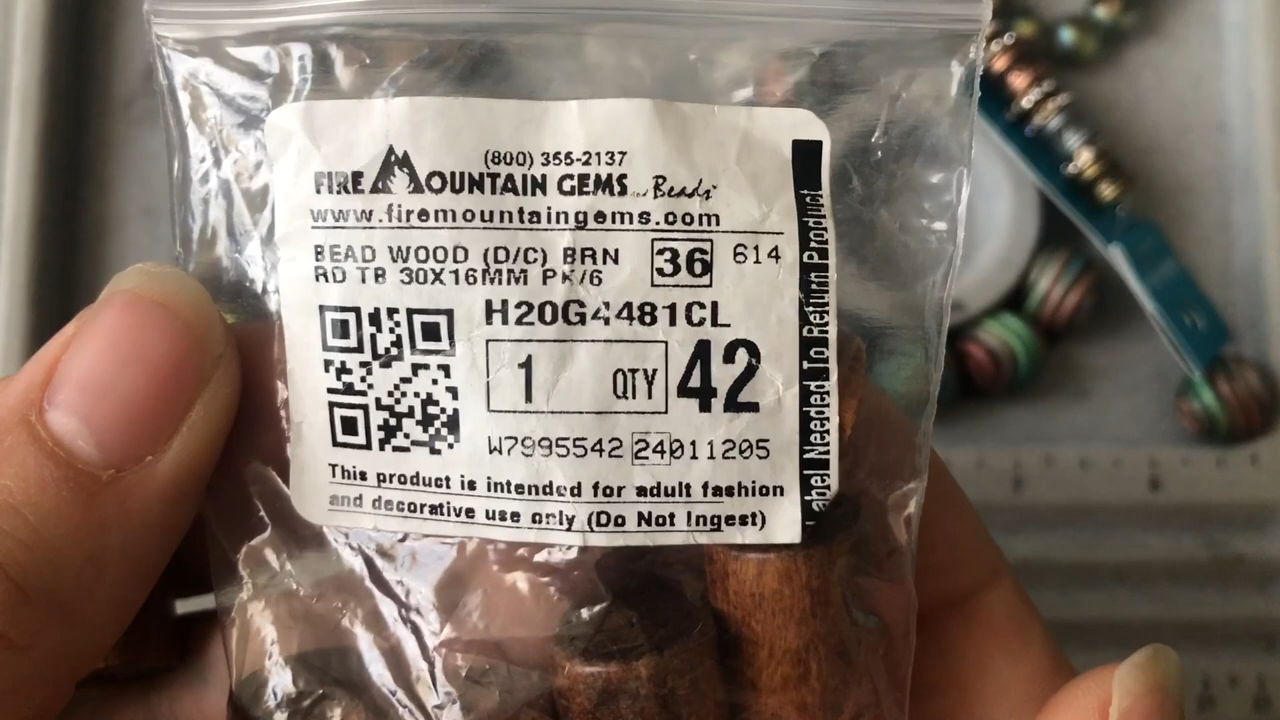 (800) 355-2137
FIRE MOUNTAIN GEMS and Beads
www.firemountaingems.com
BEAD WOOD (D/C) BRN
RD TB 30X16MM PK/6
36 614
H20G4481CL
1 QTY 42
W7995542 24011205
This product is intended for adult fashion
and decorative use only (Do Not Ingest)
Label Needed To Return Product